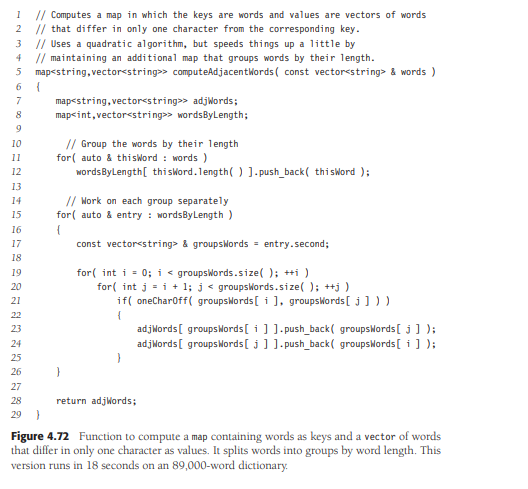 1 // Computes a map in which the keys are words and values are vectors of words
2 // that differ in only one character from the corresponding key.
3 // Uses a quadratic algorithm, but speeds things up a little by
4 // maintaining an additional map that groups words by their length.
5 map<string,vector<string>> computeAdjacentWords( const vector<string> & words )
6 {
7     map<string,vector<string>> adjWords;
8     map<int,vector<string>> wordsByLength;
9
10       // Group the words by their length
11     for( auto & thisWord : words )
12         wordsByLength[ thisWord.length( ) ].push_back( thisWord );
13
14       // Work on each group separately
15     for( auto & entry : wordsByLength )
16     {
17         const vector<string> & groupsWords = entry.second;
18
19         for( int i = 0; i < groupsWords.size( ); ++i )
20             for( int j = i + 1; j < groupsWords.size( ); ++j )
21                 if( oneCharOff( groupsWords[ i ], groupsWords[ j ] ) )
22                 {
23                     adjWords[ groupsWords[ i ] ].push_back( groupsWords[ j ] );
24                     adjWords[ groupsWords[ j ] ].push_back( groupsWords[ i ] );
25                 }
26     }
27
28     return adjWords;
29 }
Figure 4.72 Function to compute a map containing words as keys and a vector of words
that differ in only one character as values. It splits words into groups by word length. This
version runs in 18 seconds on an 89,000-word dictionary.